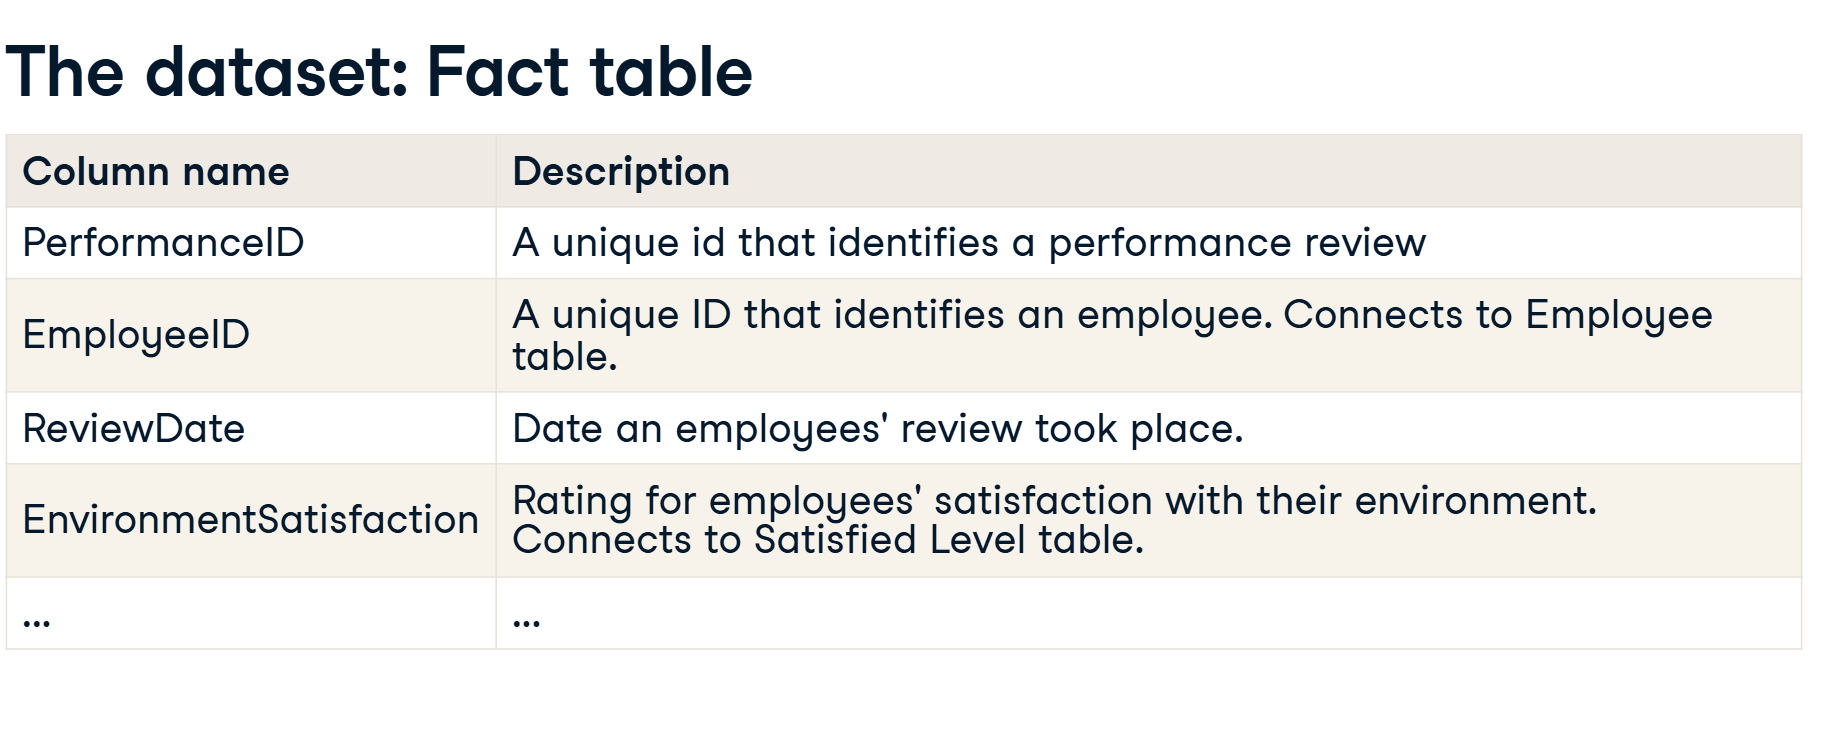 The dataset: Fact table
Column name Description
PerformanceID A unique id that identifies a performance review
EmployeeID A unique ID that identifies an employee. Connects to Employee
table.
ReviewDate Date an employees' review took place.
EnvironmentSatisfaction Rating for employees' satisfaction with their environment.
Connects to Satisfied Level table.
... ...